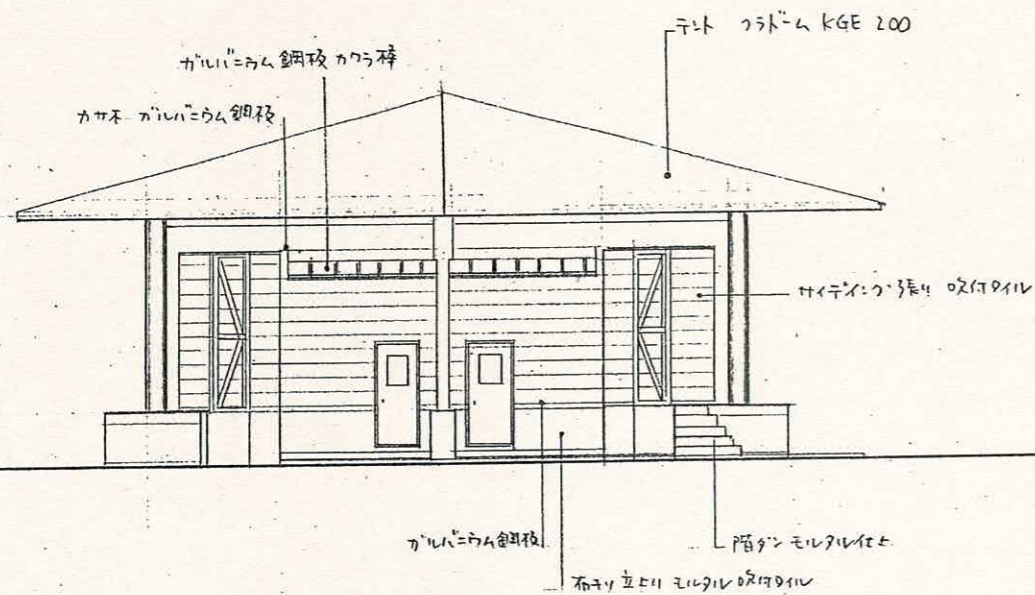 テント フラドーム KGE 200
ガルバニウム鋼板 カワラ棒
カサ木 ガルバニウム鋼板
サイディング張リ 吹付タイル
ガルバニウム鋼板
階ダン モルタル仕上
布キソ立上リ モルタル吹付タイル